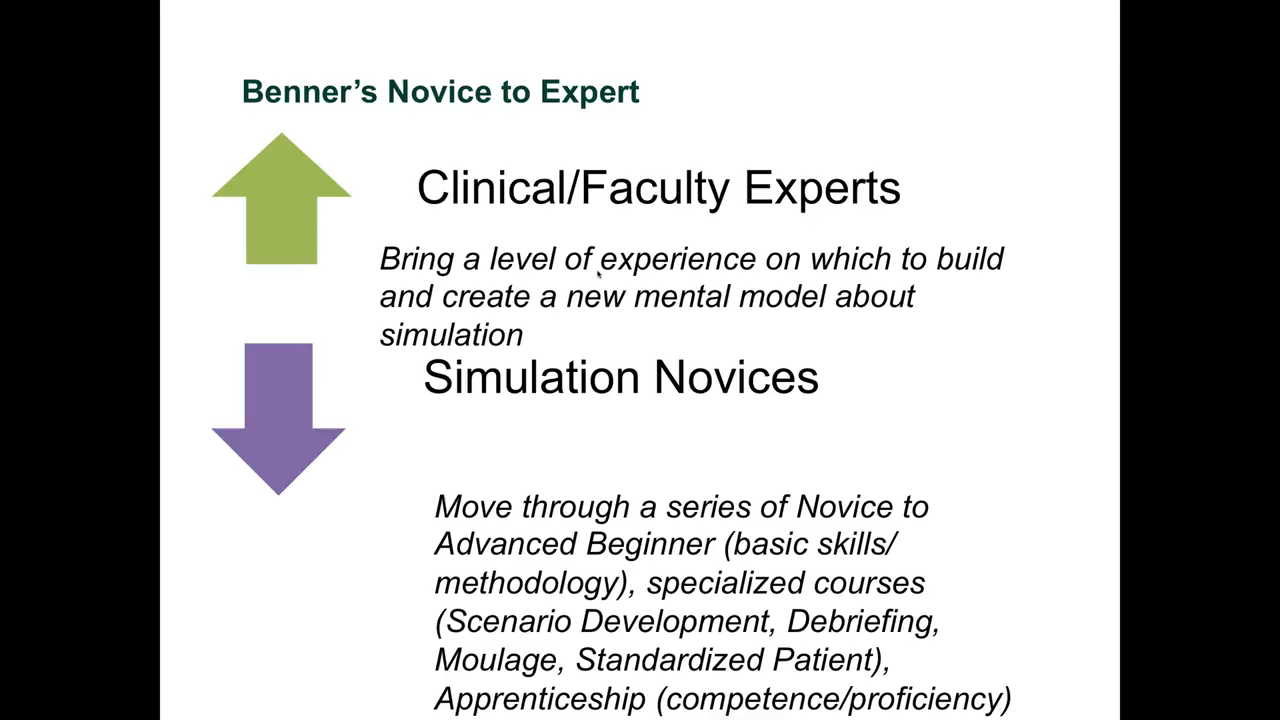 Benner’s Novice to Expert
Clinical/Faculty Experts
Bring a level of experience on which to build
and create a new mental model about
simulation
Simulation Novices
Move through a series of Novice to
Advanced Beginner (basic skills/
methodology), specialized courses
(Scenario Development, Debriefing,
Moulage, Standardized Patient),
Apprenticeship (competence/proficiency)